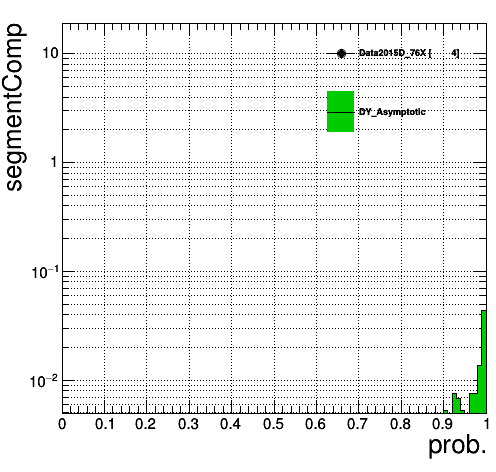 segmentComp
Data2015D_76X [ 4]
DY_Asymptotic
10
1
10⁻¹
10⁻²
0 0.1 0.2 0.3 0.4 0.5 0.6 0.7 0.8 0.9 1
prob.